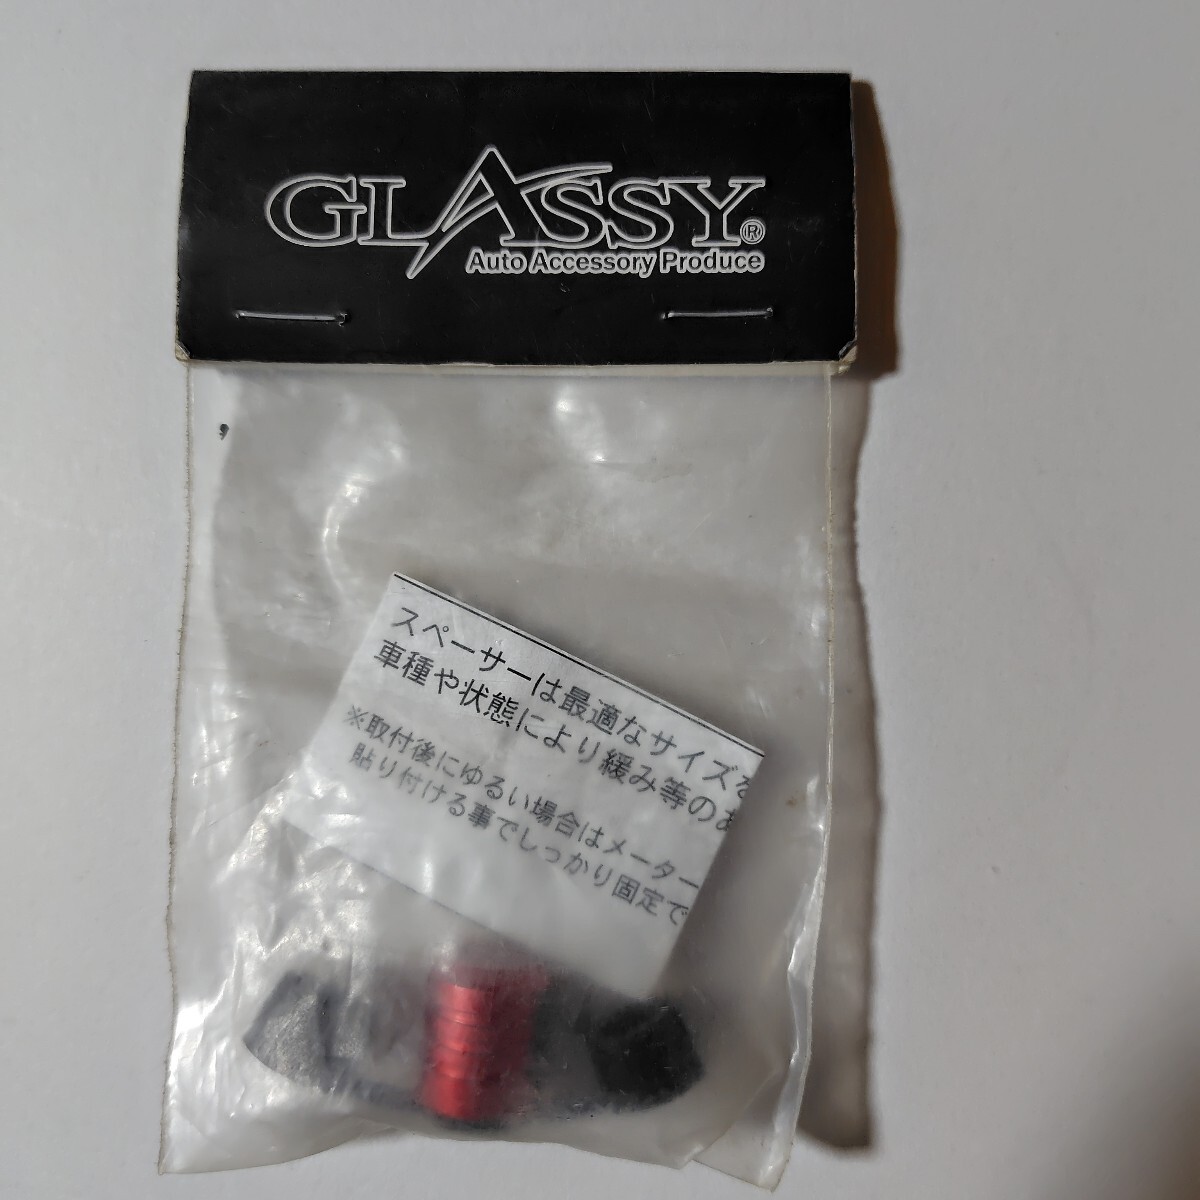 GLASSY®
Auto Accessory Produce
スペーサーは最適なサイズを
車種や状態により緩み等のあ
※取付後にゆるい場合はメーター
貼り付ける事でしっかり固定で